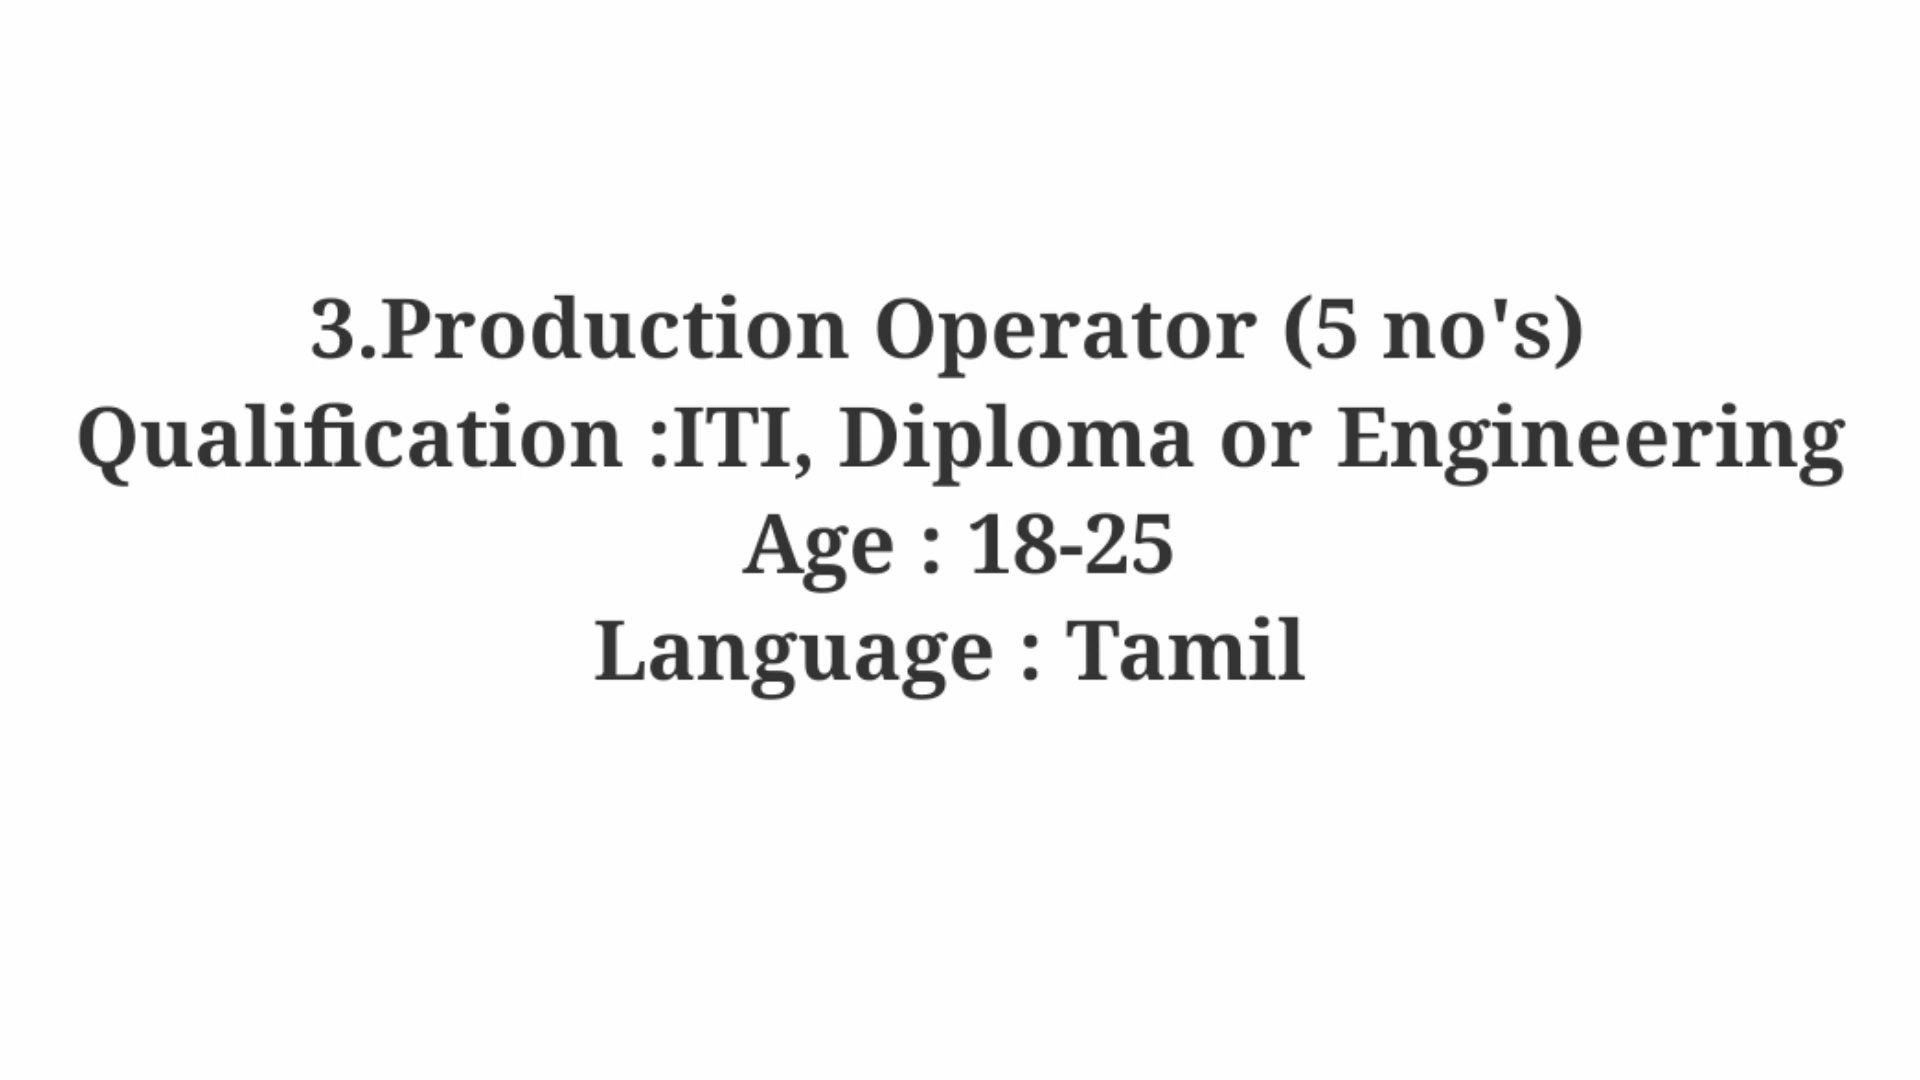 3.Production Operator (5 no's)
Qualification :ITI, Diploma or Engineering
Age : 18-25
Language : Tamil